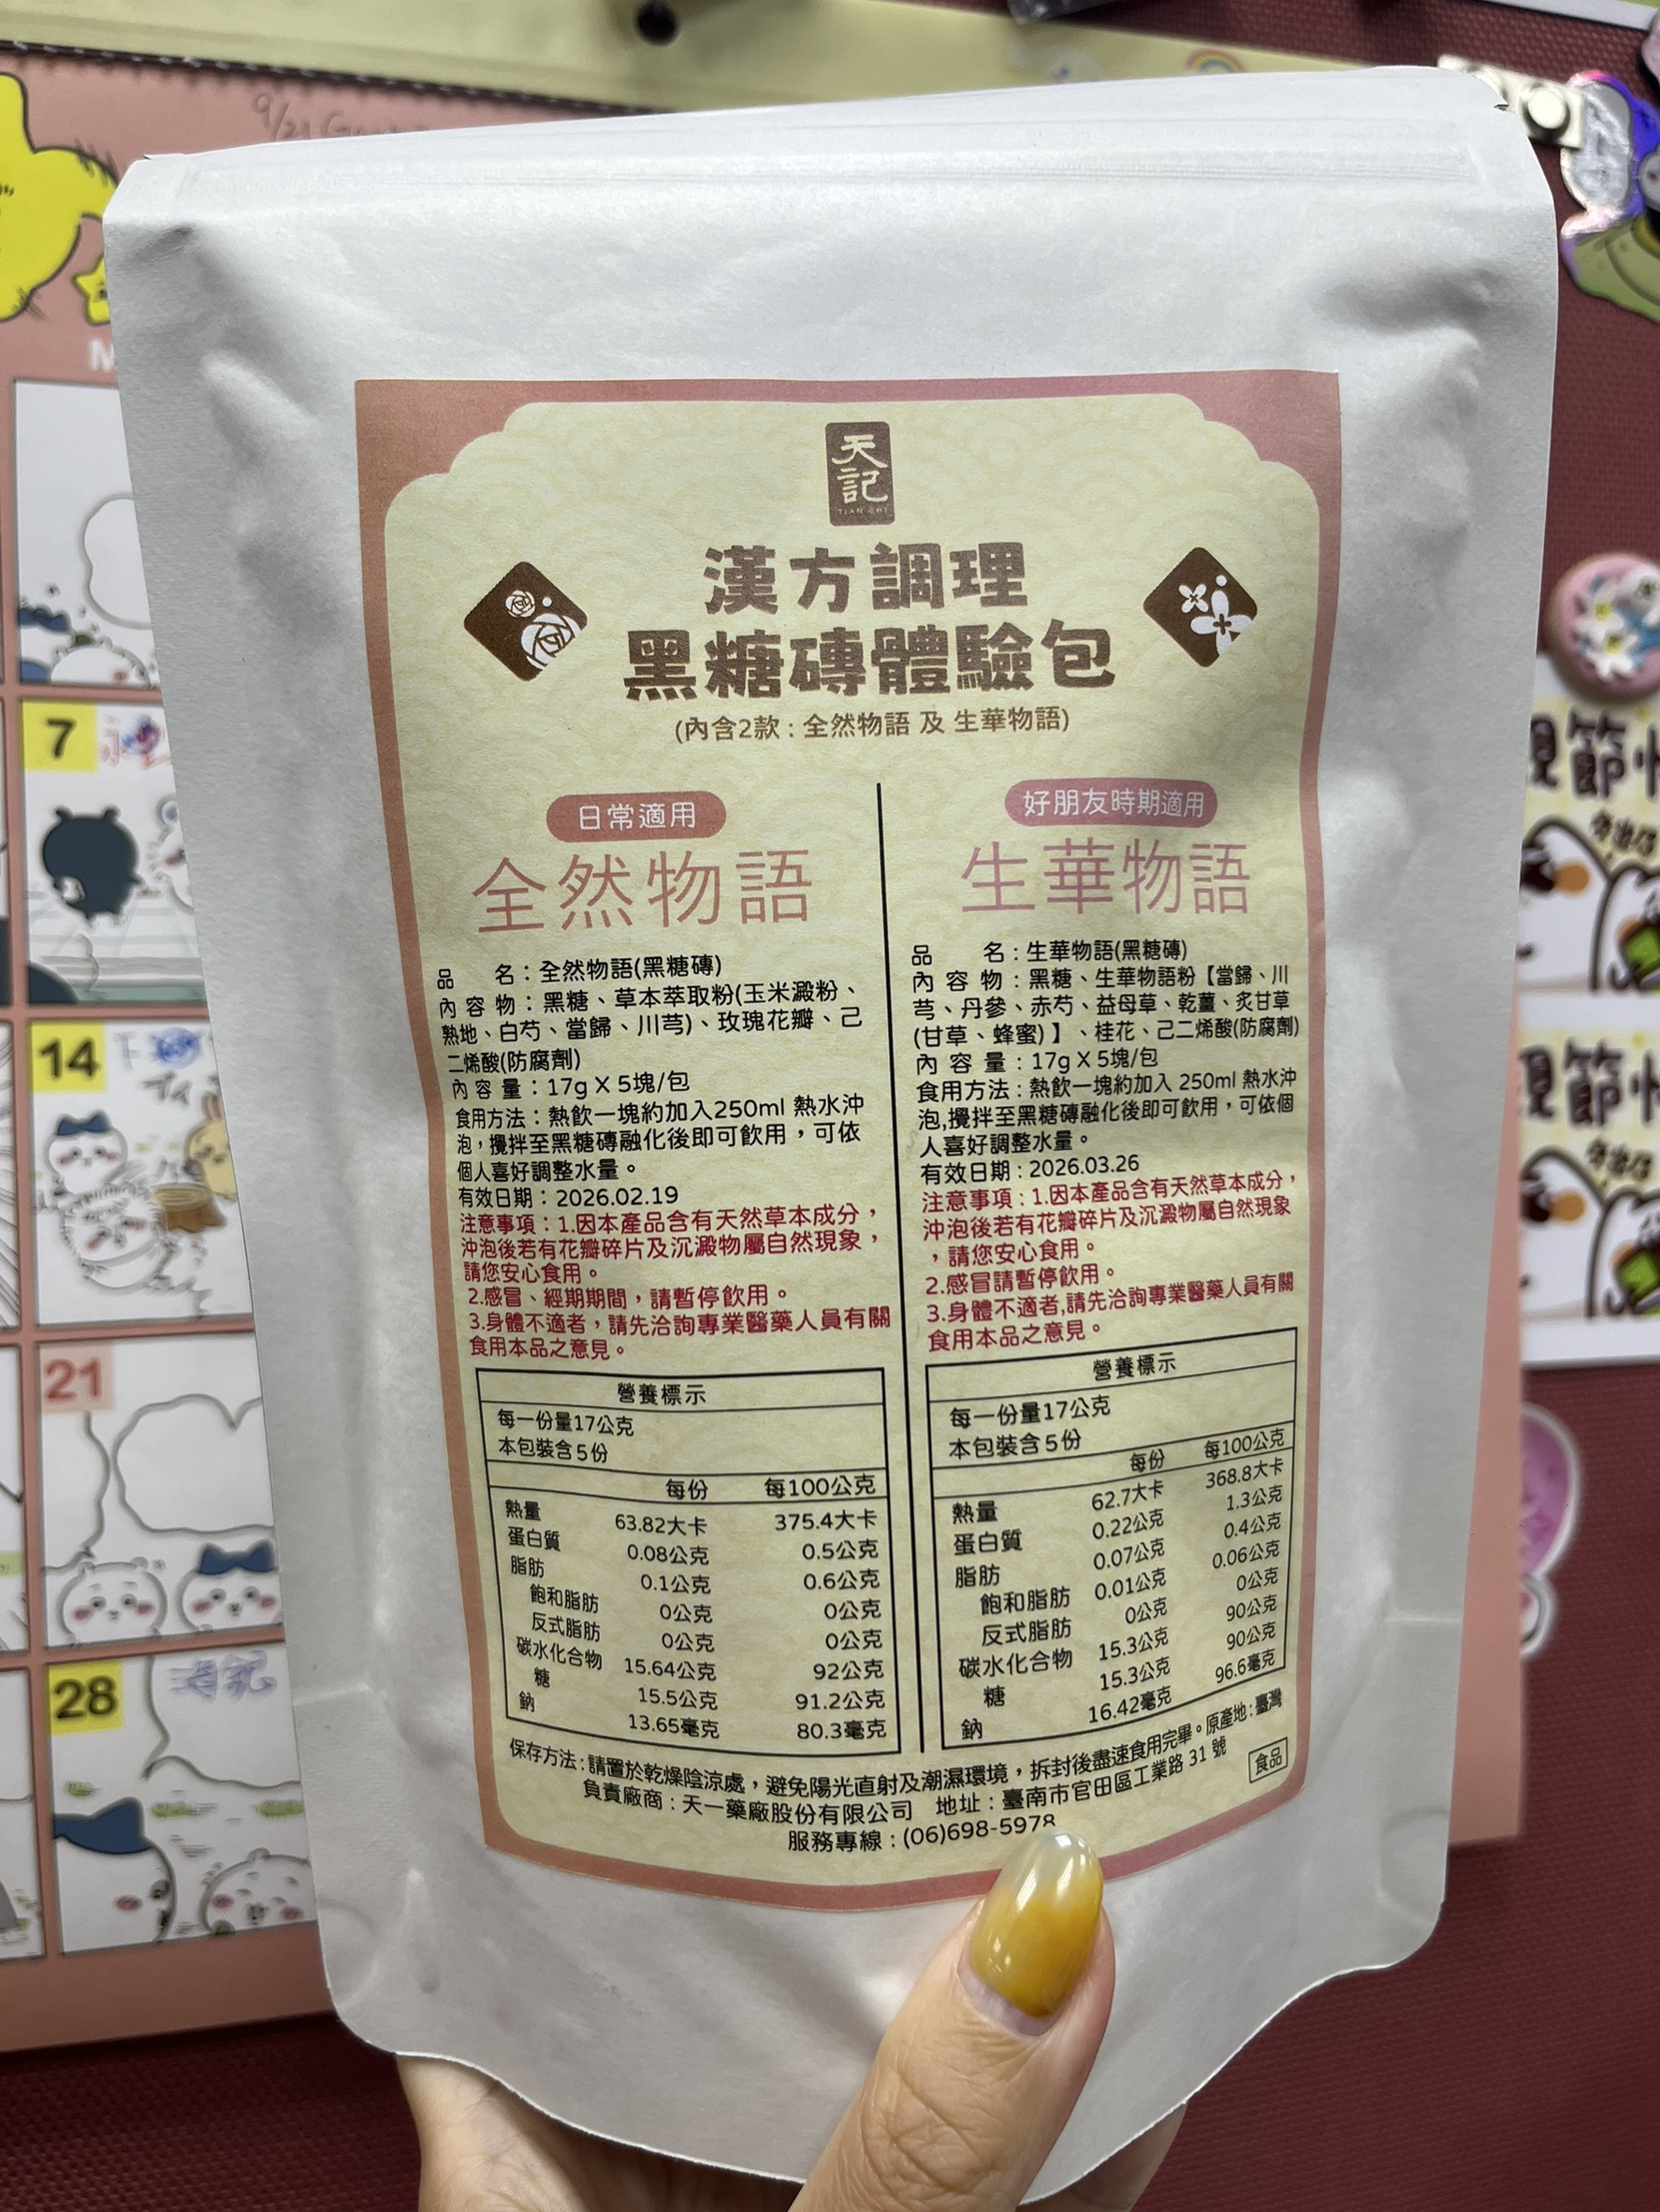 9/21
天記
TIAN CHI
漢方調理
黑糖磚體驗包
(內含2款:全然物語 及 生華物語)
日常適用
全然物語
品 名:全然物語(黑糖磚)
內容物:黑糖、草本萃取粉(玉米澱粉、
熟地、白芍、當歸、川芎)、玫瑰花瓣、己
二烯酸(防腐劑)
內容量:17g X 5塊/包
食用方法:熱飲一塊約加入250ml 熱水沖
泡,攪拌至黑糖磚融化後即可飲用,可依
個人喜好調整水量。
有效日期:2026.02.19
注意事項:1.因本產品含有天然草本成分,
沖泡後若有花瓣碎片及沉澱物屬自然現象,
請您安心食用。
2.感冒、經期期間,請暫停飲用。
3.身體不適者,請先洽詢專業醫藥人員有關
食用本品之意見。
營養標示
每一份量17公克
本包裝含5份
每份 每100公克
熱量 63.82大卡 375.4大卡
蛋白質 0.08公克 0.5公克
脂肪 0.1公克 0.6公克
飽和脂肪 0公克 0公克
反式脂肪 0公克 0公克
碳水化合物 15.64公克 92公克
糖 15.5公克 91.2公克
鈉 13.65毫克 80.3毫克
好朋友時期適用
生華物語
品 名:生華物語(黑糖磚)
內容物:黑糖、生華物語粉【當歸、川
芎、丹參、赤芍、益母草、乾薑、炙甘草
(甘草、蜂蜜)】、桂花、己二烯酸(防腐劑)
內容量:17g X 5塊/包
食用方法:熱飲一塊約加入 250ml 熱水沖
泡,攪拌至黑糖磚融化後即可飲用,可依個
人喜好調整水量。
有效日期:2026.03.26
注意事項:1.因本產品含有天然草本成分,
沖泡後若有花瓣碎片及沉澱物屬自然現象
,請您安心食用。
2.感冒請暫停飲用。
3.身體不適者,請先洽詢專業醫藥人員有關
食用本品之意見。
營養標示
每一份量17公克
本包裝含5份
每份 每100公克
熱量 62.7大卡 368.8大卡
蛋白質 0.22公克 1.3公克
脂肪 0.07公克 0.4公克
飽和脂肪 0.01公克 0.06公克
反式脂肪 0公克 0公克
碳水化合物 15.3公克 90公克
糖 15.3公克 90公克
鈉 16.42毫克 96.6毫克
保存方法:請置於乾燥陰涼處,避免陽光直射及潮濕環境,拆封後盡速食用完畢。原產地:臺灣
負責廠商:天一藥廠股份有限公司 地址:臺南市官田區工業路 31 號
服務專線:(06)698-5978
食品
7
14
21
28
節
節